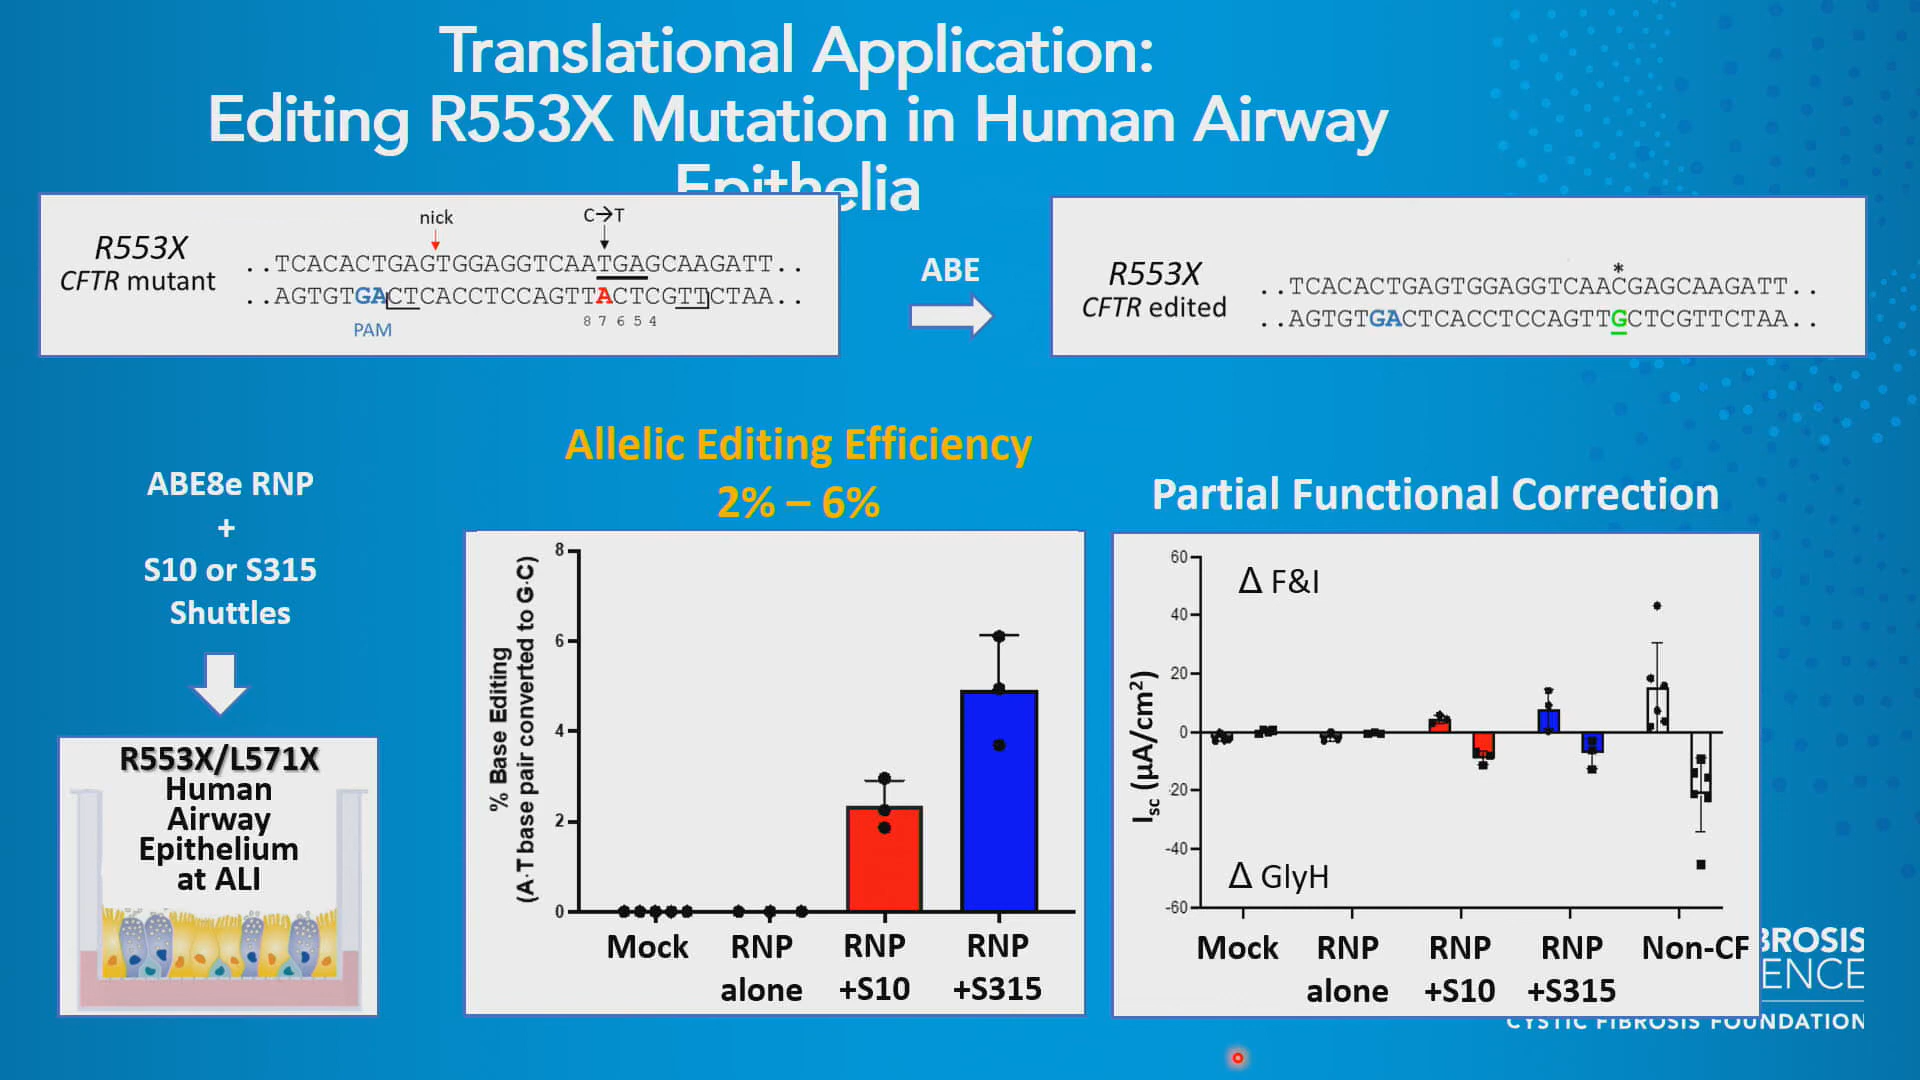 Translational Application:
Editing R553X Mutation in Human Airway
Epithelia
nick
C→T
R553X
CFTR mutant
..TCACACTGAGTGGAGGTCAATGAGCAAGATT..
..AGTGTGACTCACCTCCAGTTACTCGTTCTAA..
8 7 6 5 4
PAM
ABE
*
R553X
CFTR edited
..TCACACTGAGTGGAGGTCAACGAGCAAGATT..
..AGTGTGACTCACCTCCAGTTGCTCGTTCTAA..
ABE8e RNP
+
S10 or S315
Shuttles
R553X/L571X
Human
Airway
Epithelium
at ALI
Allelic Editing Efficiency
2% – 6%
% Base Editing
(A·T base pair converted to G·C)
8
6
4
2
0
Mock
RNP alone
RNP +S10
RNP +S315
Partial Functional Correction
Isc (µA/cm²)
60
40
20
0
-20
-40
-60
Δ F&I
Δ GlyH
Mock
RNP alone
RNP +S10
RNP +S315
Non-CF
BROSIS
ENCE
CYSTIC FIBROSIS FOUNDATION